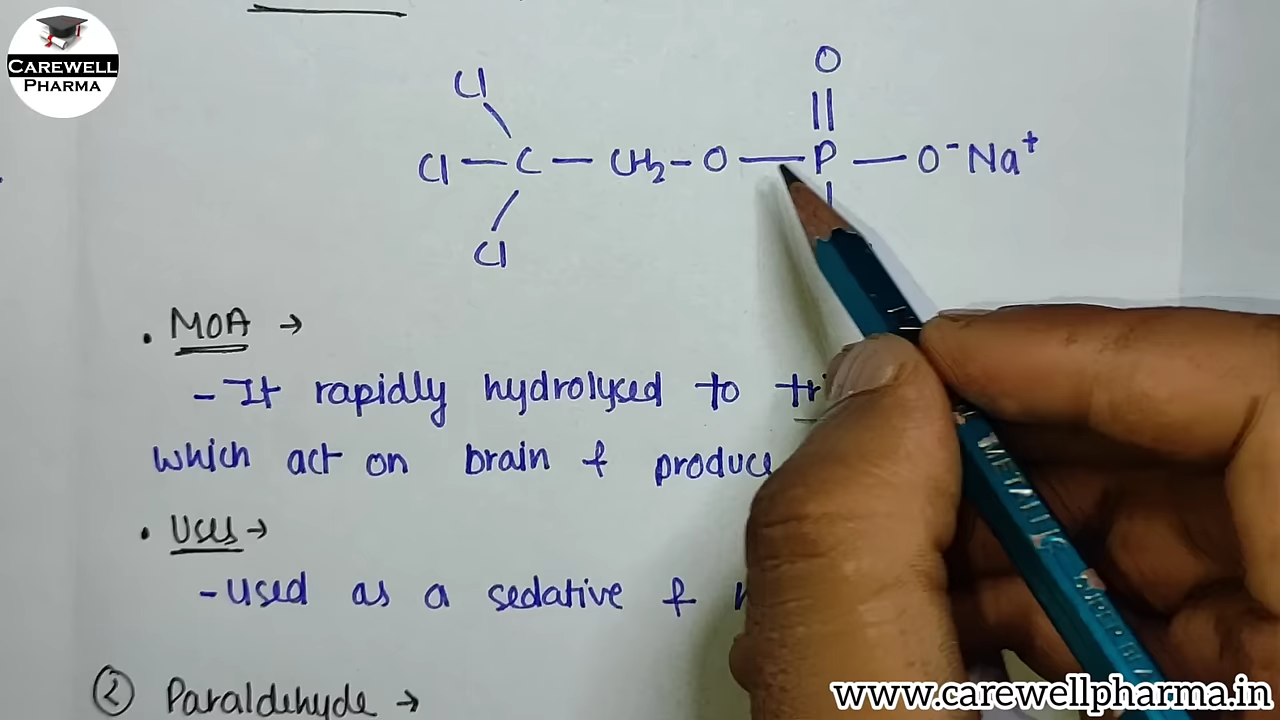 CAREWELL
PHARMA
O
||
Cl
Cl — C — CH2 - O — P — O⁻Na⁺
Cl
. MOA →
- It rapidly hydrolysed to
which act on brain & produce
. Uses →
- Used as a sedative &
② Paraldehyde →
METALLIC
www.carewellpharma.in